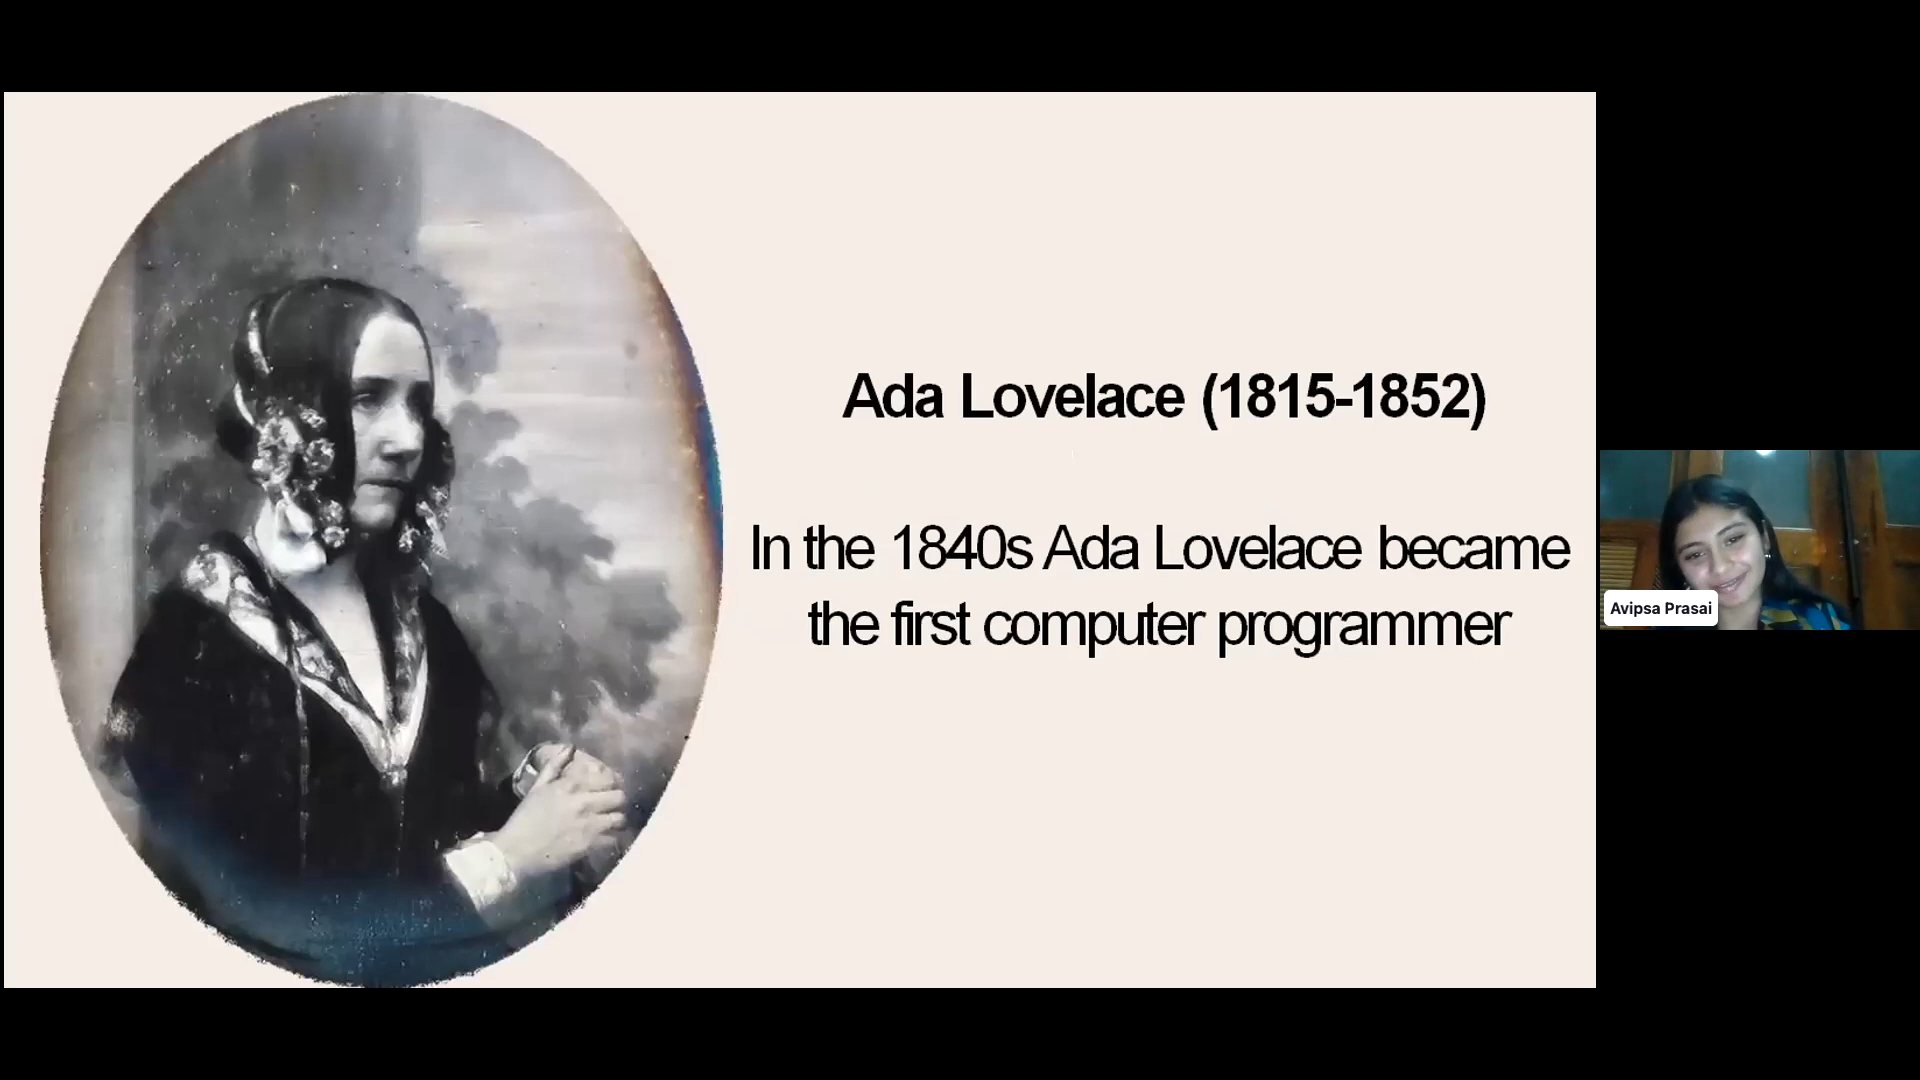 Ada Lovelace (1815-1852)
In the 1840s Ada Lovelace became
the first computer programmer
Avipsa Prasai